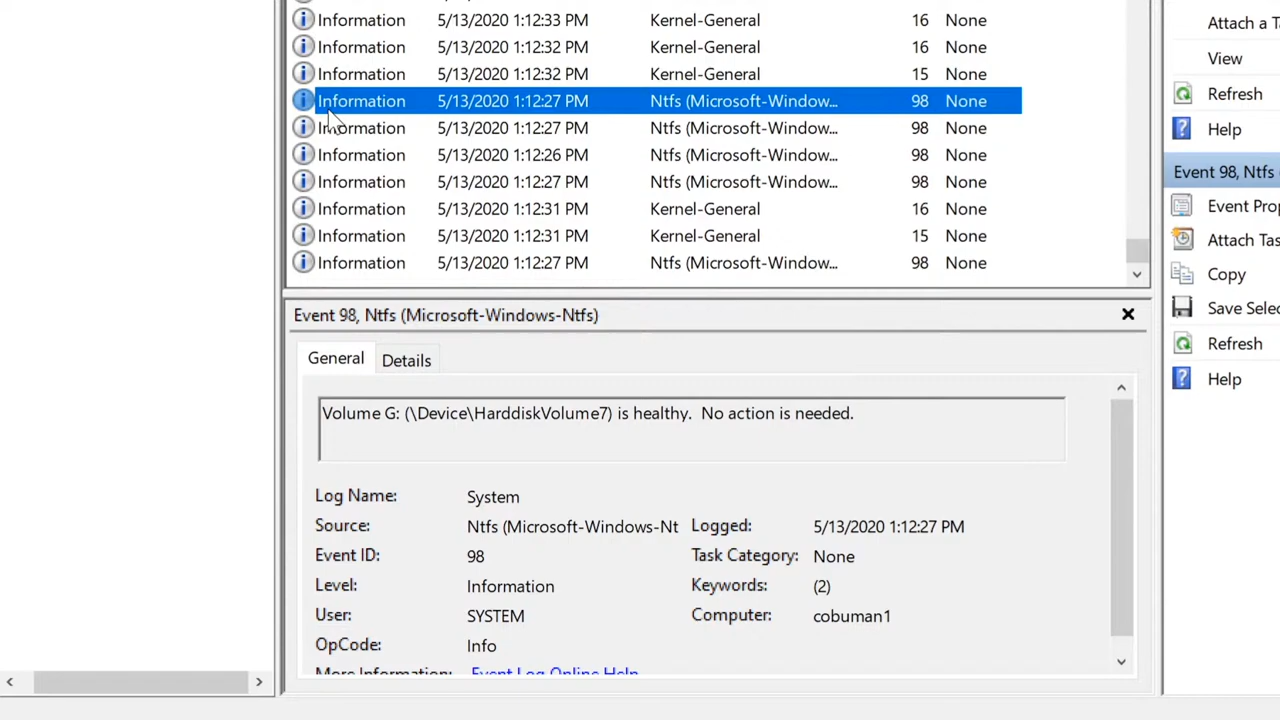 Information 5/13/2020 1:12:33 PM Kernel-General 16 None
Information 5/13/2020 1:12:32 PM Kernel-General 16 None
Information 5/13/2020 1:12:32 PM Kernel-General 15 None
Information 5/13/2020 1:12:27 PM Ntfs (Microsoft-Window... 98 None
Information 5/13/2020 1:12:27 PM Ntfs (Microsoft-Window... 98 None
Information 5/13/2020 1:12:26 PM Ntfs (Microsoft-Window... 98 None
Information 5/13/2020 1:12:27 PM Ntfs (Microsoft-Window... 98 None
Information 5/13/2020 1:12:31 PM Kernel-General 16 None
Information 5/13/2020 1:12:31 PM Kernel-General 15 None
Information 5/13/2020 1:12:27 PM Ntfs (Microsoft-Window... 98 None
Event 98, Ntfs (Microsoft-Windows-Ntfs)
General Details
Volume G: (\Device\HarddiskVolume7) is healthy.  No action is needed.
Log Name: System
Source: Ntfs (Microsoft-Windows-Nt Logged: 5/13/2020 1:12:27 PM
Event ID: 98 Task Category: None
Level: Information Keywords: (2)
User: SYSTEM Computer: cobuman1
OpCode: Info
More Information: Event Log Online Help
Attach a T
View
Refresh
Help
Event 98, Ntfs
Event Prop
Attach Tas
Copy
Save Selec
Refresh
Help